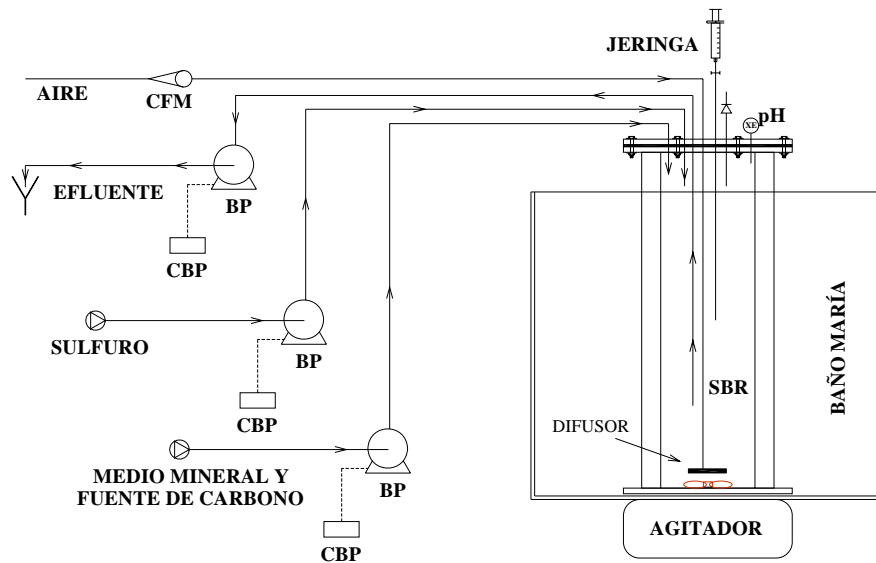 JERINGA
AIRE
CFM
XE
pH
EFLUENTE
BP
CBP
SULFURO
BP
CBP
MEDIO MINERAL Y
FUENTE DE CARBONO
BP
CBP
SBR
DIFUSOR
BAÑO MARÍA
AGITADOR